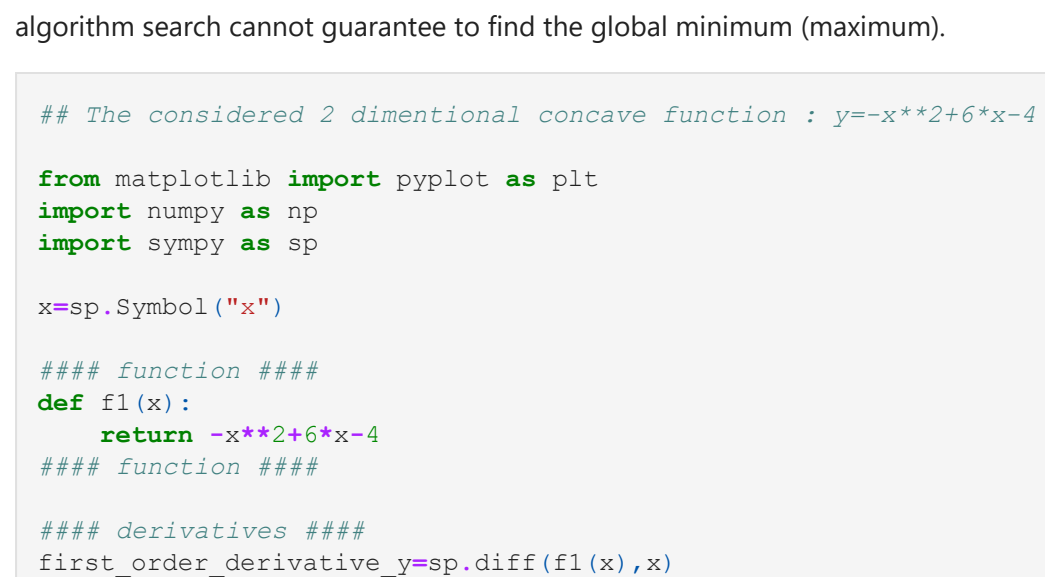 algorithm search cannot guarantee to find the global minimum (maximum).
## The considered 2 dimentional concave function : y=-x**2+6*x-4
from matplotlib import pyplot as plt
import numpy as np
import sympy as sp
x=sp.Symbol("x")
#### function ####
def f1(x):
    return -x**2+6*x-4
#### function ####
#### derivatives ####
first_order_derivative_y=sp.diff(f1(x),x)